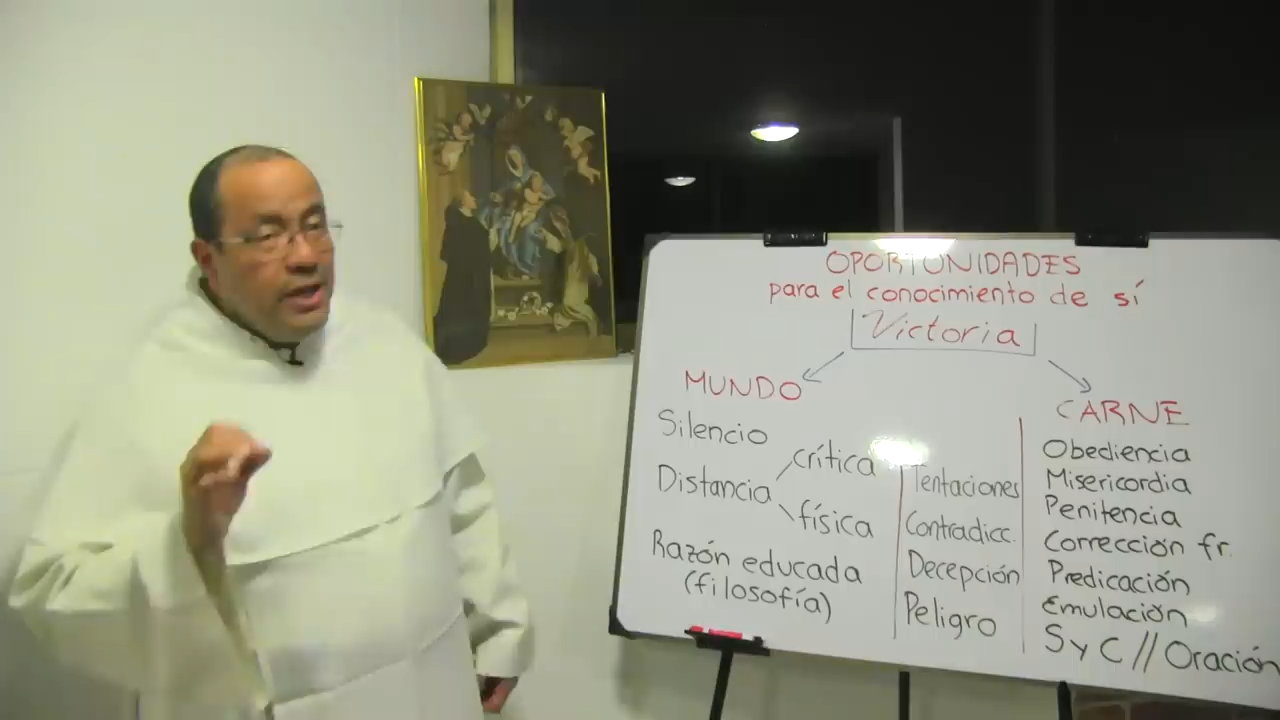 OPORTUNIDADES
para el conocimiento de sí
Victoria
MUNDO
Silencio
Distancia
crítica
física
Razón educada
(filosofía)
Tentaciones
Contradicc.
Decepción
Peligro
CARNE
Obediencia
Misericordia
Penitencia
Corrección fr.
Predicación
Emulación
S y C // Oración